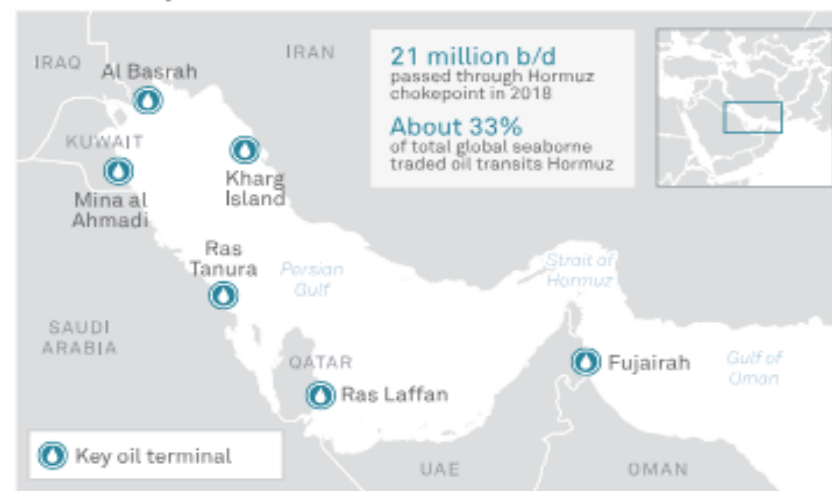 IRAQ
Al Basrah
IRAN
21 million b/d
passed through Hormuz
chokepoint in 2018
About 33%
of total global seaborne
traded oil transits Hormuz
KUWAIT
Mina al
Ahmadi
Kharg
Island
Ras
Tanura
Persian
Gulf
Strait of
Hormuz
SAUDI
ARABIA
QATAR
Ras Laffan
Fujairah
Gulf of
Oman
Key oil terminal
UAE
OMAN